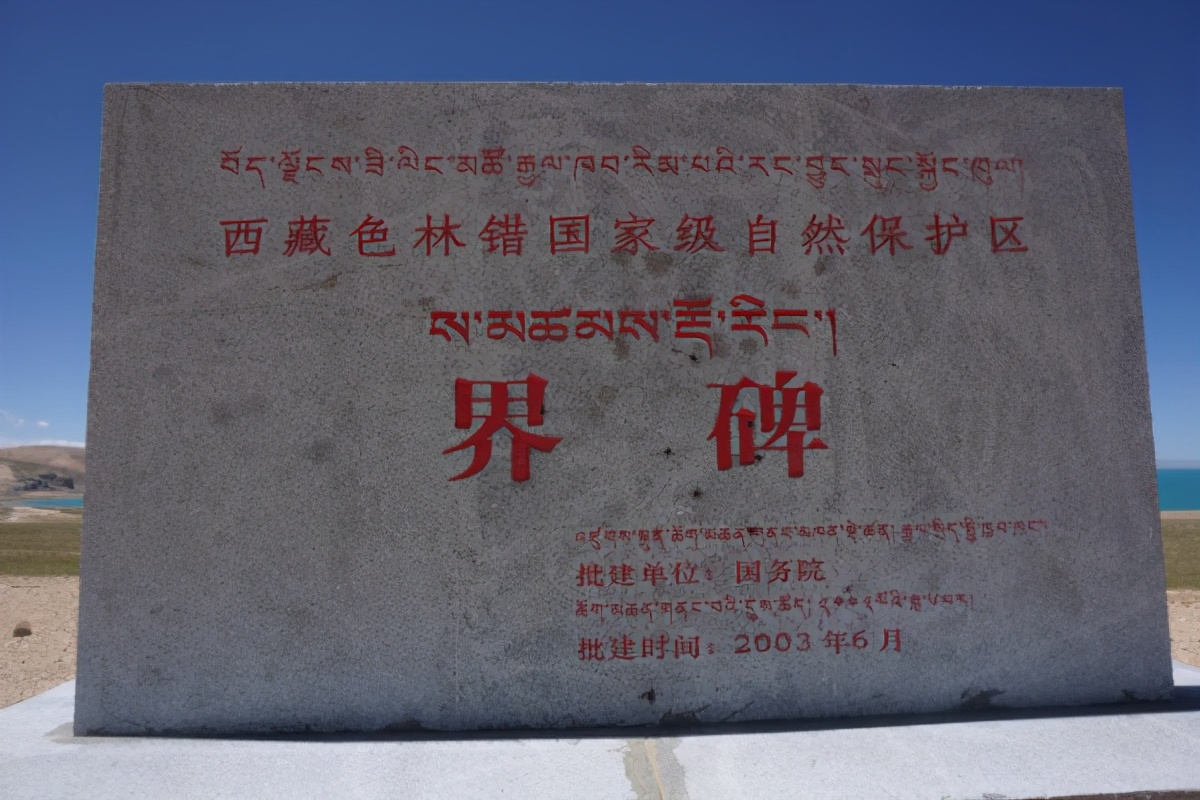 བོད་ལྗོངས་ཟི་ལིང་མཚོ་རྒྱལ་ཁབ་རིམ་པའི་རང་བྱུང་སྲུང་སྐྱོང་ཁུལ།
西藏色林错国家级自然保护区
ས་མཚམས་རྡོ་རིང་།
界 碑
批建单位：国务院
批建时间：2003年6月